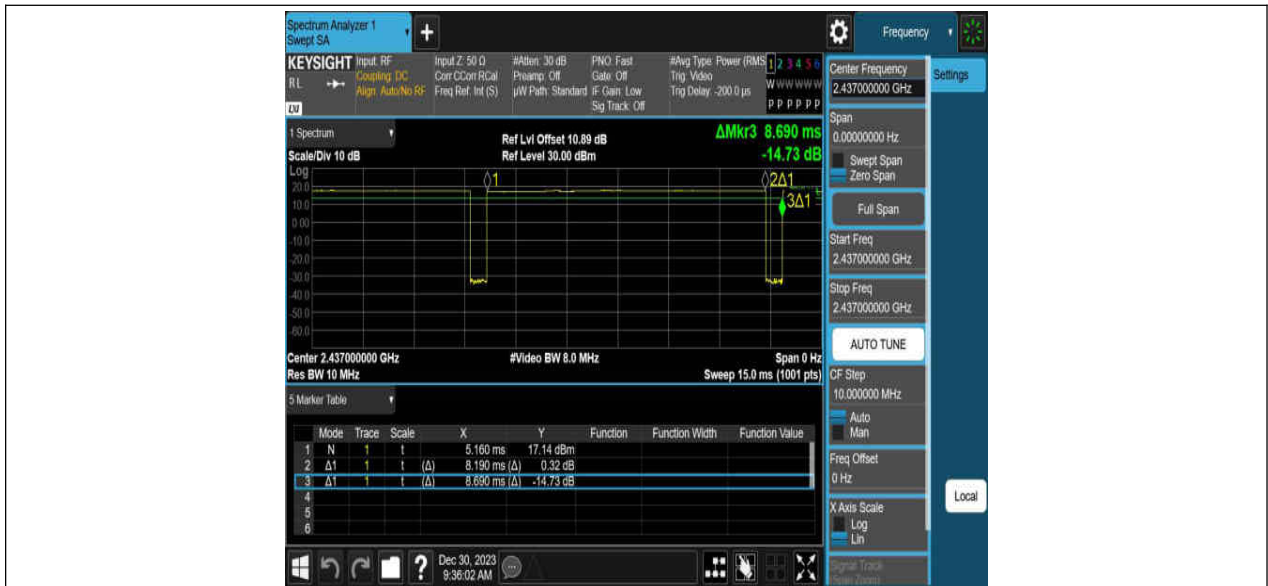 Spectrum Analyzer 1
Swept SA
+
Frequency
KEYSIGHT
RL
LXI
Input: RF
Coupling: DC
Align: Auto/No RF
Input Z: 50 Ω
Corr CCorr RCal
Freq Ref: Int (S)
#Atten: 30 dB
Preamp: Off
µW Path: Standard
PNO: Fast
Gate: Off
IF Gain: Low
Sig Track: Off
#Avg Type: Power (RMS
Trig: Video
Trig Delay: -200.0 µs
1 2 3 4 5 6
W W W W W W
P P P P P P
1 Spectrum
Scale/Div 10 dB
Ref Lvl Offset 10.89 dB
Ref Level 30.00 dBm
ΔMkr3 8.690 ms
-14.73 dB
Log
20.0
10.0
0.00
-10.0
-20.0
-30.0
-40.0
-50.0
-60.0
1
2Δ1
3Δ1
Center 2.437000000 GHz
#Video BW 8.0 MHz
Span 0 Hz
Res BW 10 MHz
Sweep 15.0 ms (1001 pts)
5 Marker Table
Mode Trace Scale X Y Function Function Width Function Value
1 N 1 t 5.160 ms 17.14 dBm
2 Δ1 1 t (Δ) 8.190 ms (Δ) 0.32 dB
3 Δ1 1 t (Δ) 8.690 ms (Δ) -14.73 dB
4
5
6
?
Dec 30, 2023
9:36:02 AM
Center Frequency
2.437000000 GHz
Settings
Span
0.00000000 Hz
Swept Span
Zero Span
Full Span
Start Freq
2.437000000 GHz
Stop Freq
2.437000000 GHz
AUTO TUNE
CF Step
10.000000 MHz
Auto
Man
Freq Offset
0 Hz
X Axis Scale
Log
Lin
Local
Signal Track
(Span Zoom)